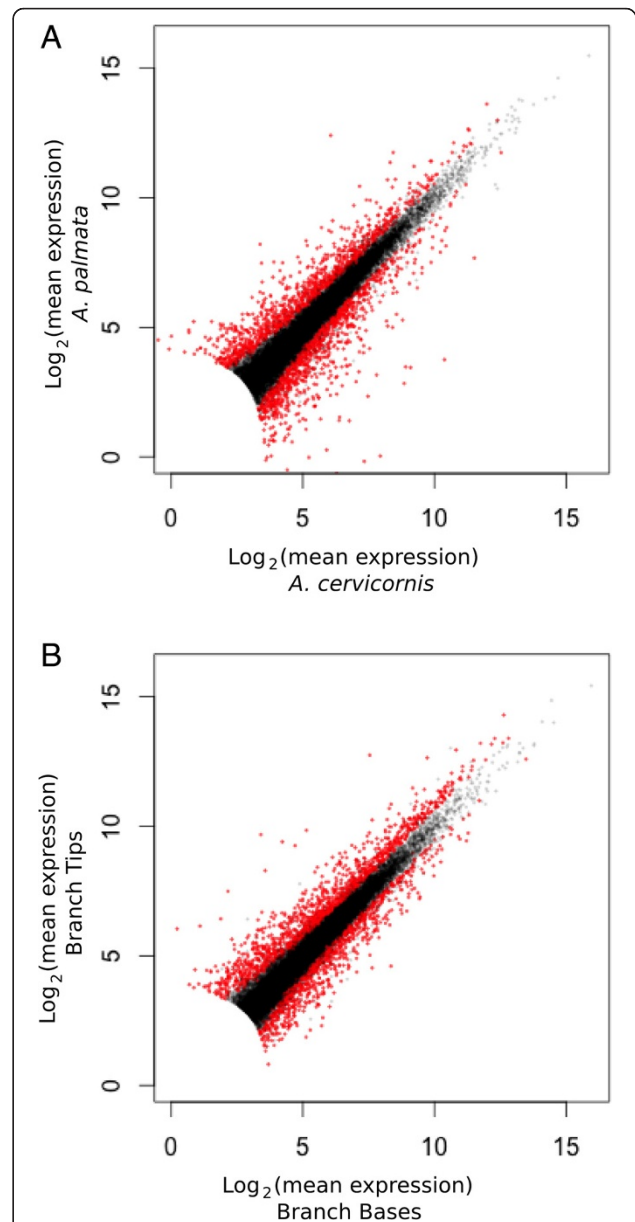 A
15
10
5
0
Log2(mean expression)
A. palmata
0 5 10 15
Log2(mean expression)
A. cervicornis
B
15
10
5
0
Log2(mean expression)
Branch Tips
0 5 10 15
Log2(mean expression)
Branch Bases